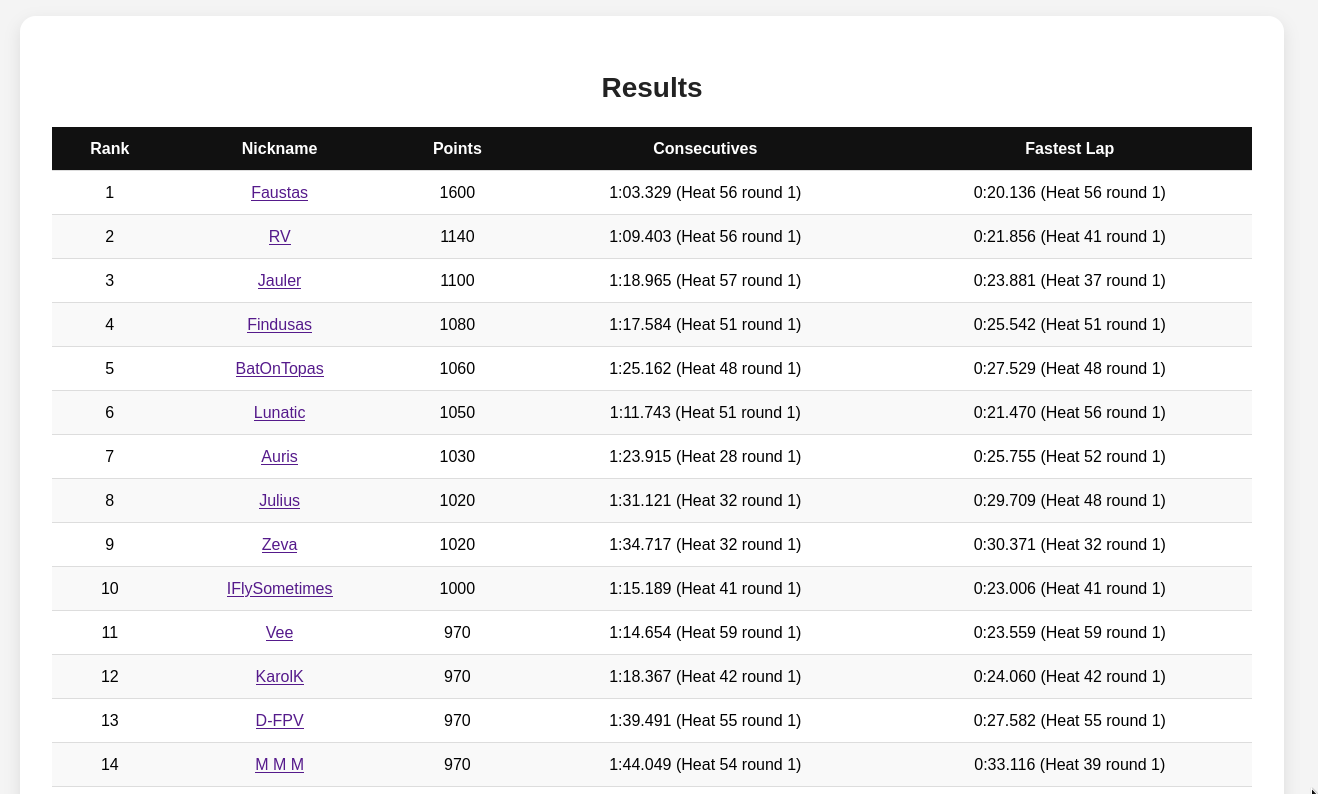 Results
Rank Nickname Points Consecutives Fastest Lap
1 Faustas 1600 1:03.329 (Heat 56 round 1) 0:20.136 (Heat 56 round 1)
2 RV 1140 1:09.403 (Heat 56 round 1) 0:21.856 (Heat 41 round 1)
3 Jauler 1100 1:18.965 (Heat 57 round 1) 0:23.881 (Heat 37 round 1)
4 Findusas 1080 1:17.584 (Heat 51 round 1) 0:25.542 (Heat 51 round 1)
5 BatOnTopas 1060 1:25.162 (Heat 48 round 1) 0:27.529 (Heat 48 round 1)
6 Lunatic 1050 1:11.743 (Heat 51 round 1) 0:21.470 (Heat 56 round 1)
7 Auris 1030 1:23.915 (Heat 28 round 1) 0:25.755 (Heat 52 round 1)
8 Julius 1020 1:31.121 (Heat 32 round 1) 0:29.709 (Heat 48 round 1)
9 Zeva 1020 1:34.717 (Heat 32 round 1) 0:30.371 (Heat 32 round 1)
10 IFlySometimes 1000 1:15.189 (Heat 41 round 1) 0:23.006 (Heat 41 round 1)
11 Vee 970 1:14.654 (Heat 59 round 1) 0:23.559 (Heat 59 round 1)
12 KarolK 970 1:18.367 (Heat 42 round 1) 0:24.060 (Heat 42 round 1)
13 D-FPV 970 1:39.491 (Heat 55 round 1) 0:27.582 (Heat 55 round 1)
14 M M M 970 1:44.049 (Heat 54 round 1) 0:33.116 (Heat 39 round 1)